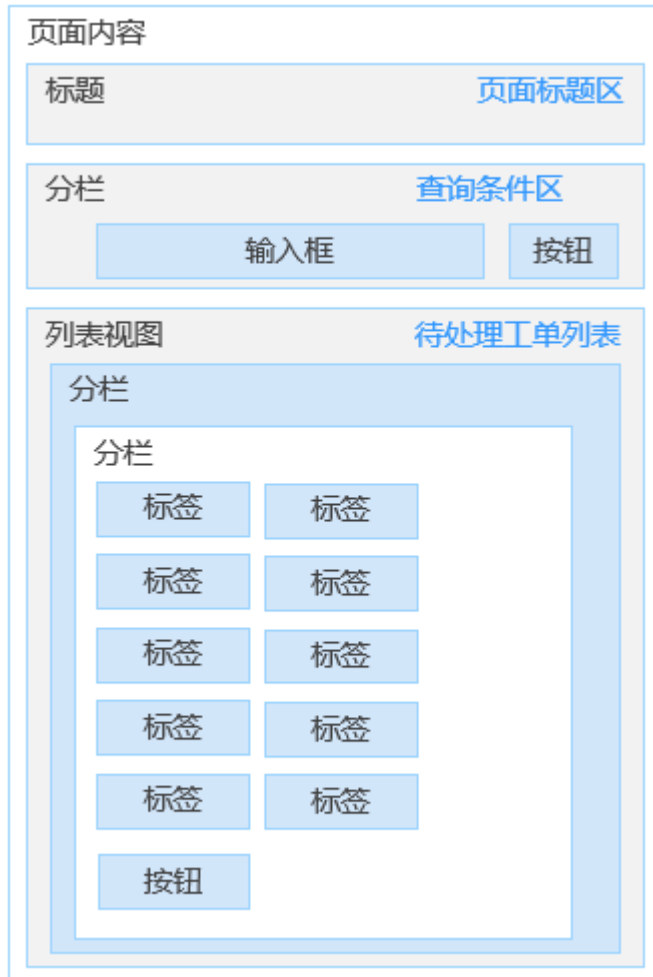 页面内容
标题 页面标题区
分栏 查询条件区
输入框 按钮
列表视图 待处理工单列表
分栏
分栏
标签 标签
标签 标签
标签 标签
标签 标签
标签 标签
按钮